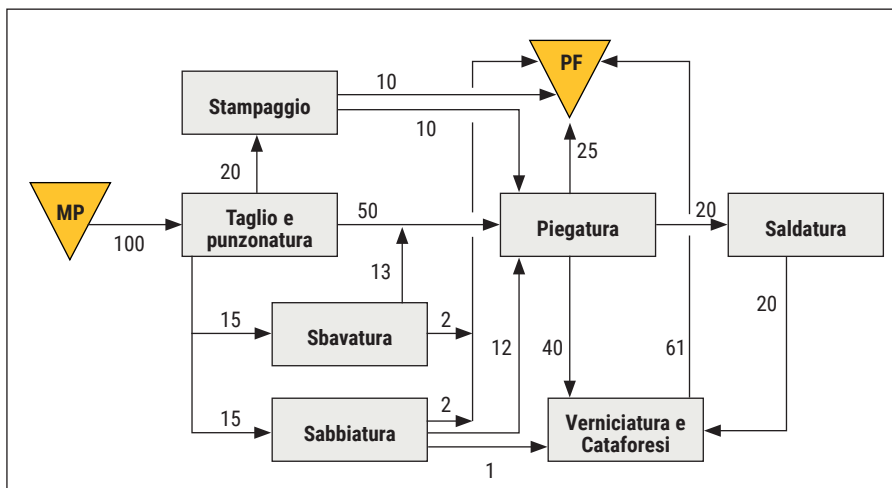 PF
10
Stampaggio
10
25
20
MP
100
Taglio e
punzonatura
50
Piegatura
20
Saldatura
13
15
Sbavatura
2
12
40
61
20
15
Sabbiatura
2
1
Verniciatura e
Cataforesi